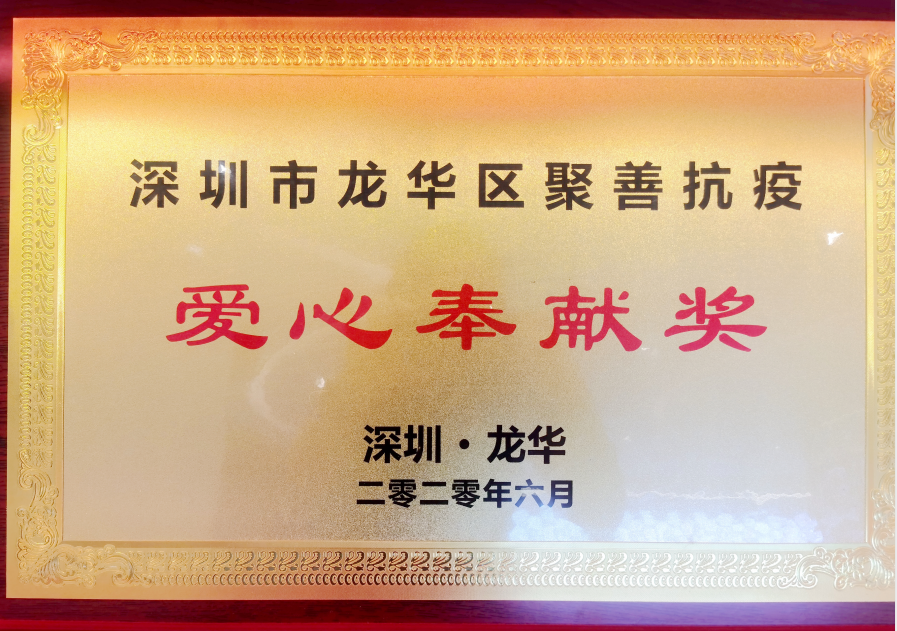 深圳市龙华区聚善抗疫
爱心奉献奖
深圳·龙华
二零二零年六月